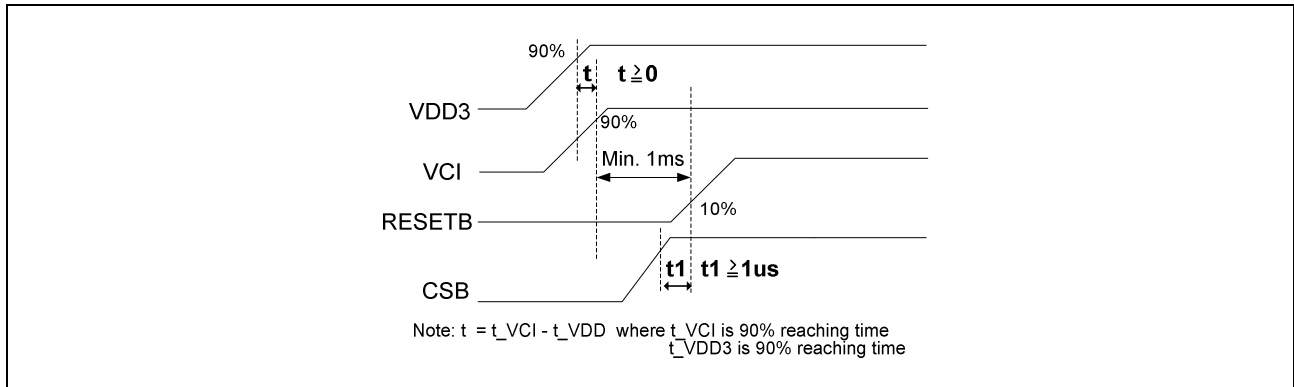 90%
t t ≧0
VDD3
90%
VCI
Min. 1ms
10%
RESETB
t1 t1 ≧1us
CSB
Note: t = t_VCI - t_VDD where t_VCI is 90% reaching time
t_VDD3 is 90% reaching time